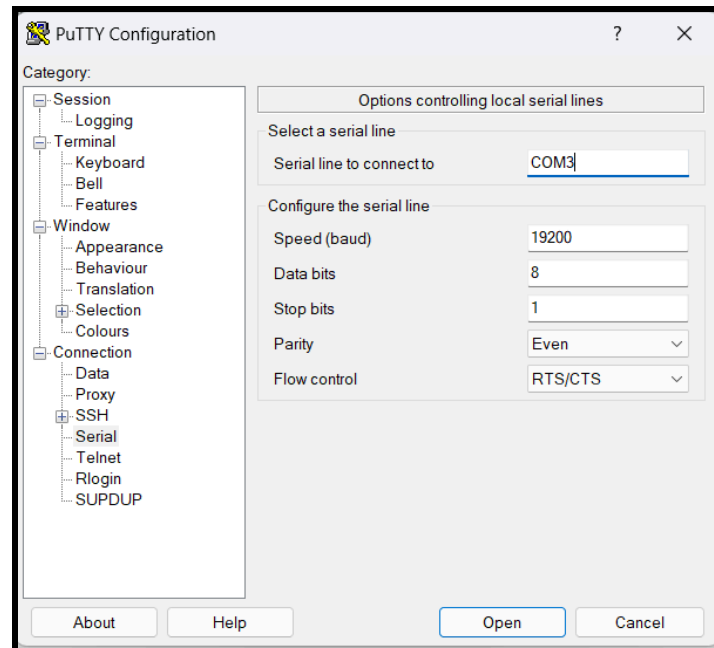 PuTTY Configuration
?
Category:
Session
Logging
Terminal
Keyboard
Bell
Features
Window
Appearance
Behaviour
Translation
Selection
Colours
Connection
Data
Proxy
SSH
Serial
Telnet
Rlogin
SUPDUP
Options controlling local serial lines
Select a serial line
Serial line to connect to COM3
Configure the serial line
Speed (baud) 19200
Data bits 8
Stop bits 1
Parity Even
Flow control RTS/CTS
About Help Open Cancel